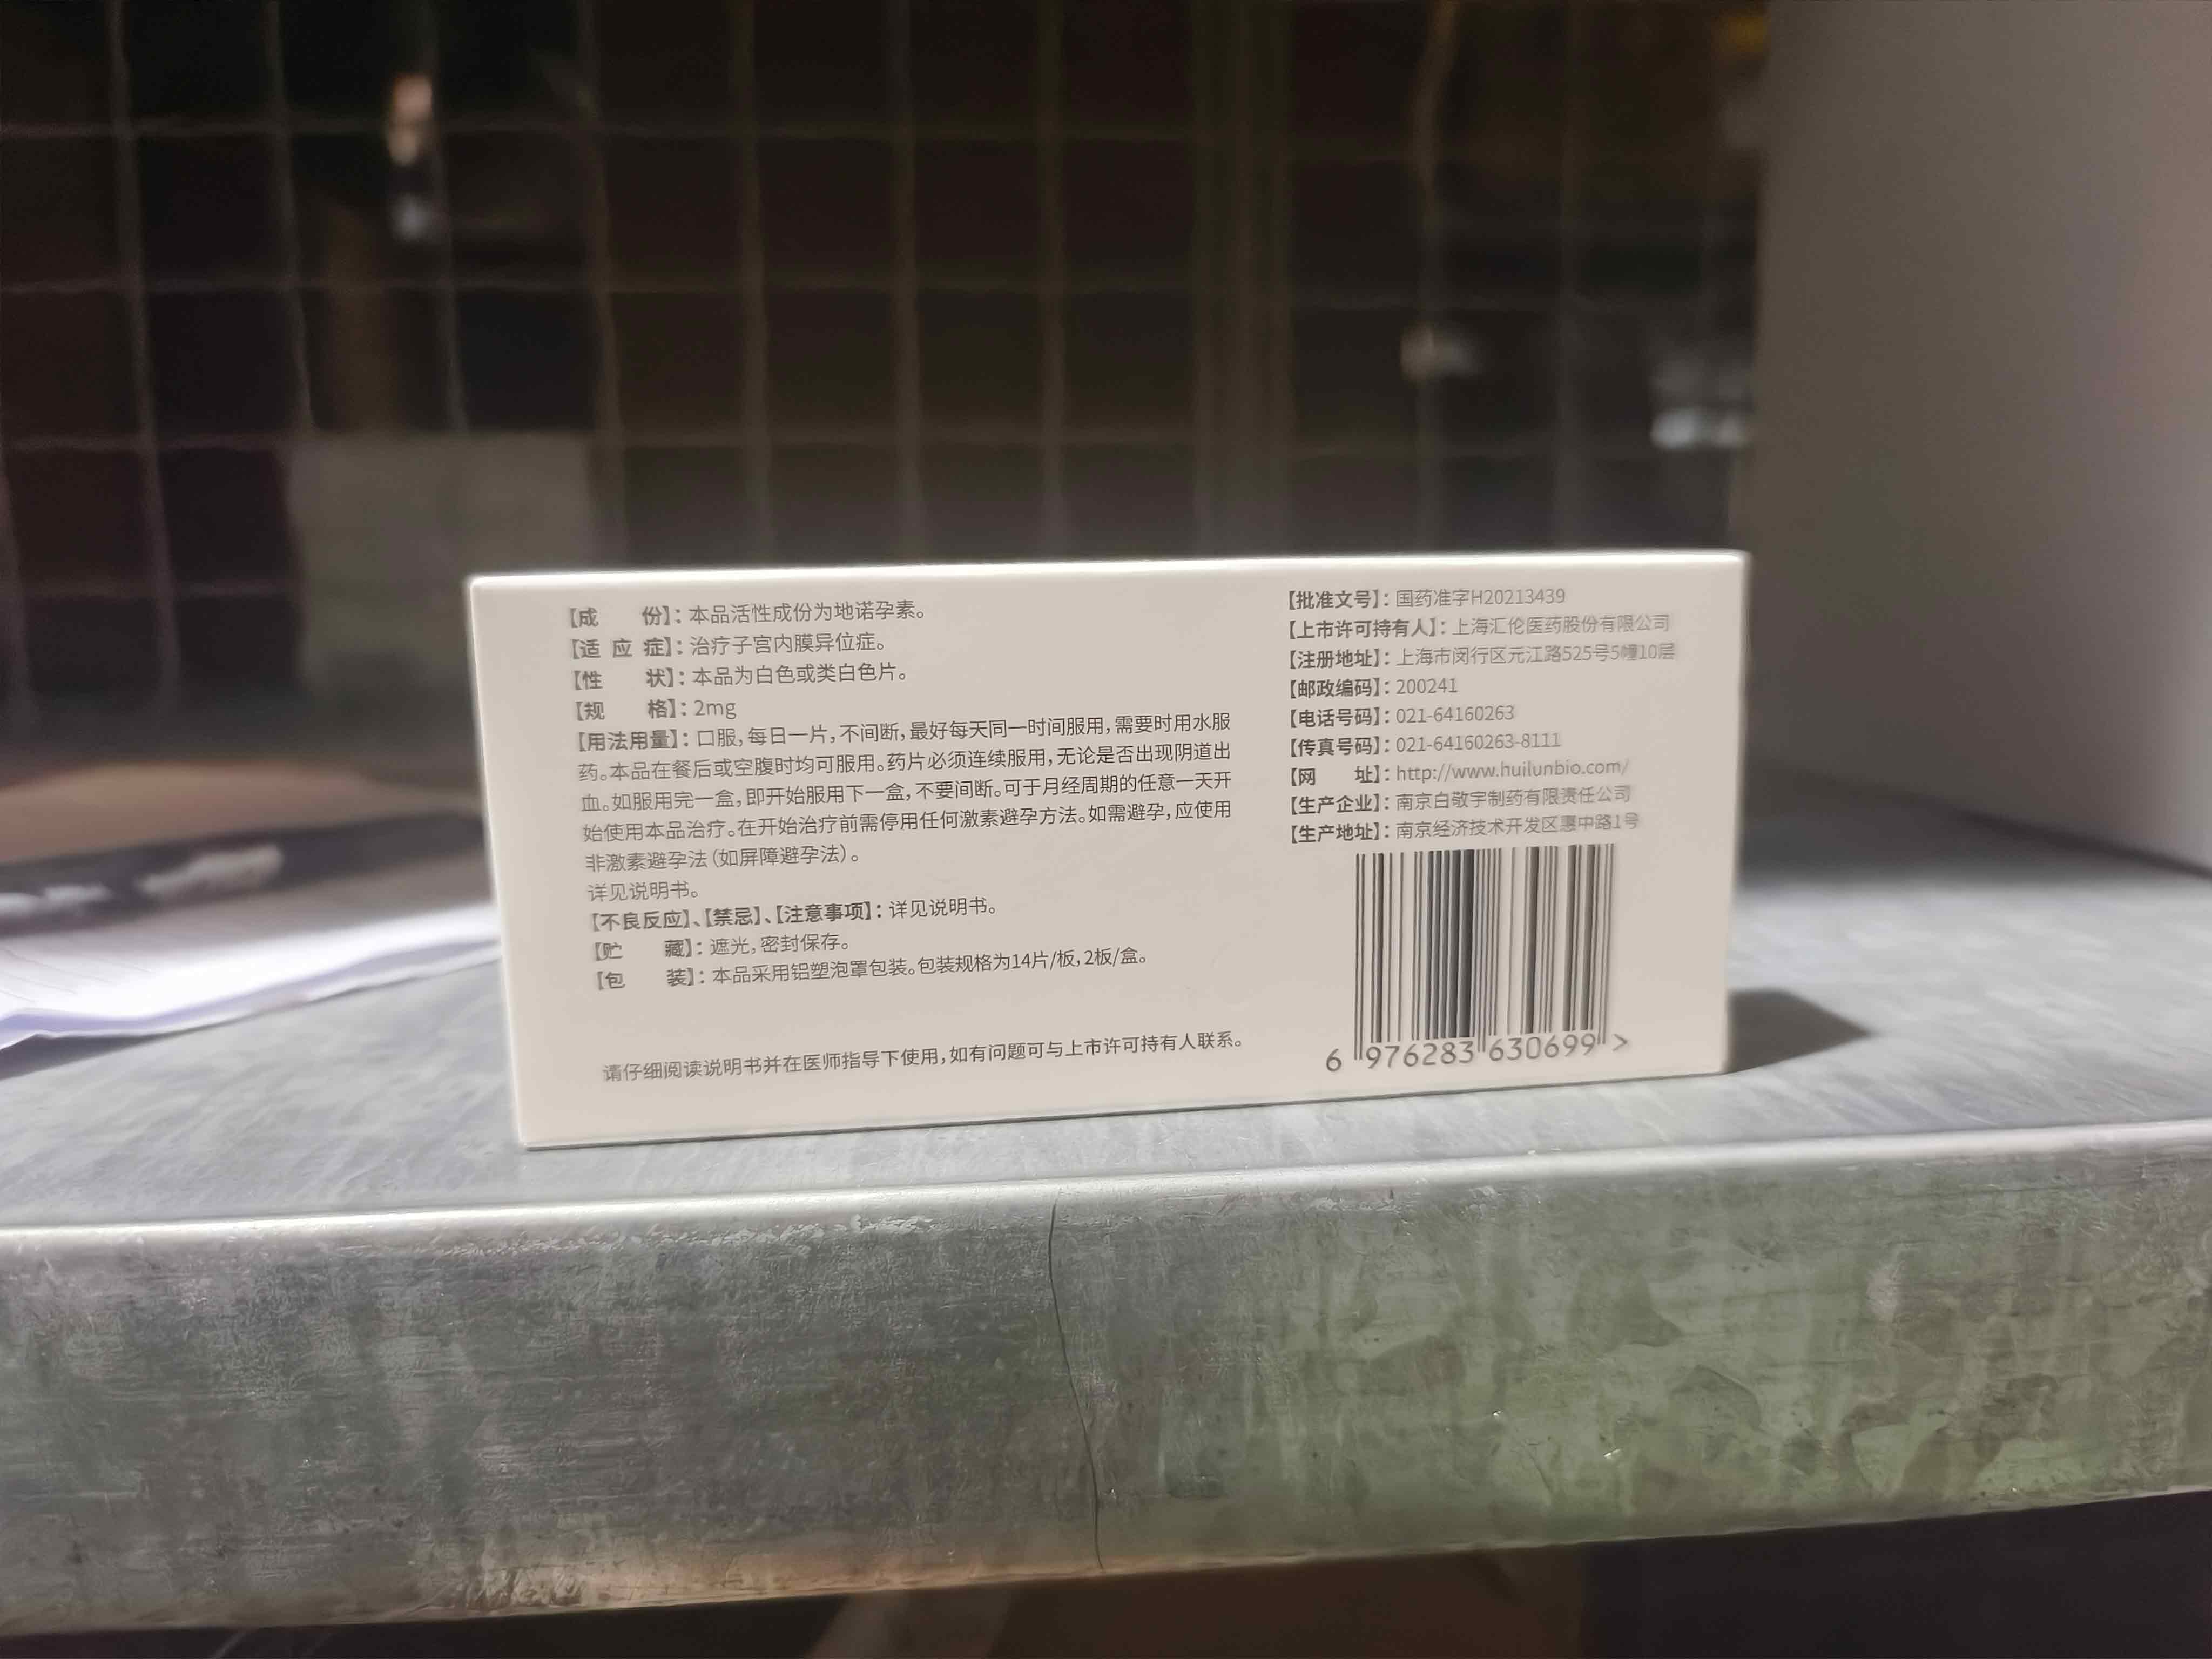 【成 份】：本品活性成份为地诺孕素。
【适 应 症】：治疗子宫内膜异位症。
【性 状】：本品为白色或类白色片。
【规 格】：2mg
【用法用量】：口服，每日一片，不间断，最好每天同一时间服用，需要时用水服
药。本品在餐后或空腹时均可服用。药片必须连续服用，无论是否出现阴道出
血。如服用完一盒，即开始服用下一盒，不要间断。可于月经周期的任意一天开
始使用本品治疗。在开始治疗前需停用任何激素避孕方法。如需避孕，应使用
非激素避孕法（如屏障避孕法）。
详见说明书。
【不良反应】、【禁忌】、【注意事项】：详见说明书。
【贮 藏】：遮光，密封保存。
【包 装】：本品采用铝塑泡罩包装。包装规格为14片/板，2板/盒。
请仔细阅读说明书并在医师指导下使用，如有问题可与上市许可持有人联系。
【批准文号】：国药准字H20213439
【上市许可持有人】：上海汇伦医药股份有限公司
【注册地址】：上海市闵行区元江路525号5幢10层
【邮政编码】：200241
【电话号码】：021-64160263
【传真号码】：021-64160263-8111
【网 址】：http://www.huilunbio.com/
【生产企业】：南京白敬宇制药有限责任公司
【生产地址】：南京经济技术开发区惠中路1号
6 976283 630699 >